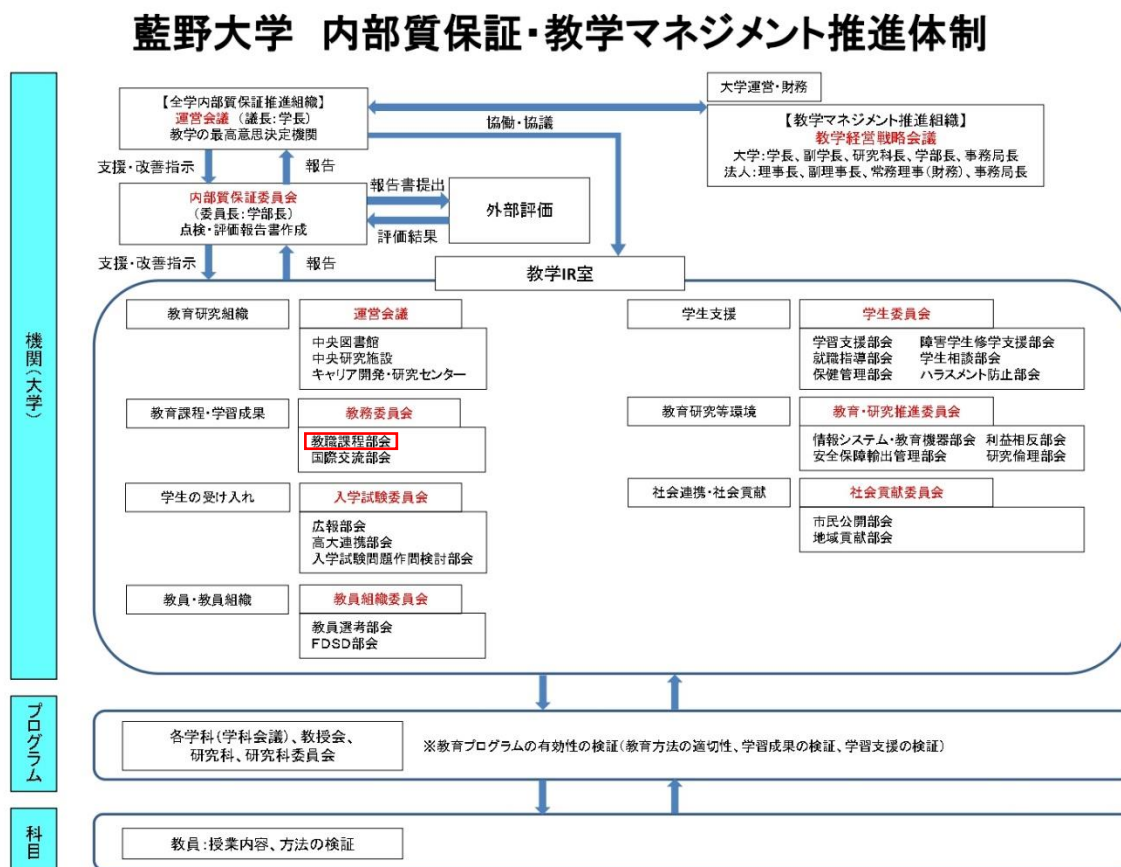 藍野大学 内部質保証・教学マネジメント推進体制
機関(大学)
【全学内部質保証推進組織】
運営会議 (議長:学長)
教学の最高意思決定機関
協働・協議
大学運営・財務
【教学マネジメント推進組織】
教学経営戦略会議
大学:学長、副学長、研究科長、学部長、事務局長
法人:理事長、副理事長、常務理事(財務)、事務局長
支援・改善指示
報告
内部質保証委員会
(委員長:学部長)
点検・評価報告書作成
報告書提出
評価結果
外部評価
支援・改善指示
報告
教学IR室
教育研究組織
運営会議
中央図書館
中央研究施設
キャリア開発・研究センター
教育課程・学習成果
教務委員会
教職課程部会
国際交流部会
学生の受け入れ
入学試験委員会
広報部会
高大連携部会
入学試験問題作問検討部会
教員・教員組織
教員組織委員会
教員選考部会
FDSD部会
学生支援
学生委員会
学習支援部会 障害学生修学支援部会
就職指導部会 学生相談部会
保健管理部会 ハラスメント防止部会
教育研究等環境
教育・研究推進委員会
情報システム・教育機器部会 利益相反部会
安全保障輸出管理部会 研究倫理部会
社会連携・社会貢献
社会貢献委員会
市民公開部会
地域貢献部会
プログラム
各学科(学科会議)、教授会、
研究科、研究科委員会
※教育プログラムの有効性の検証(教育方法の適切性、学習成果の検証、学習支援の検証)
科目
教員:授業内容、方法の検証